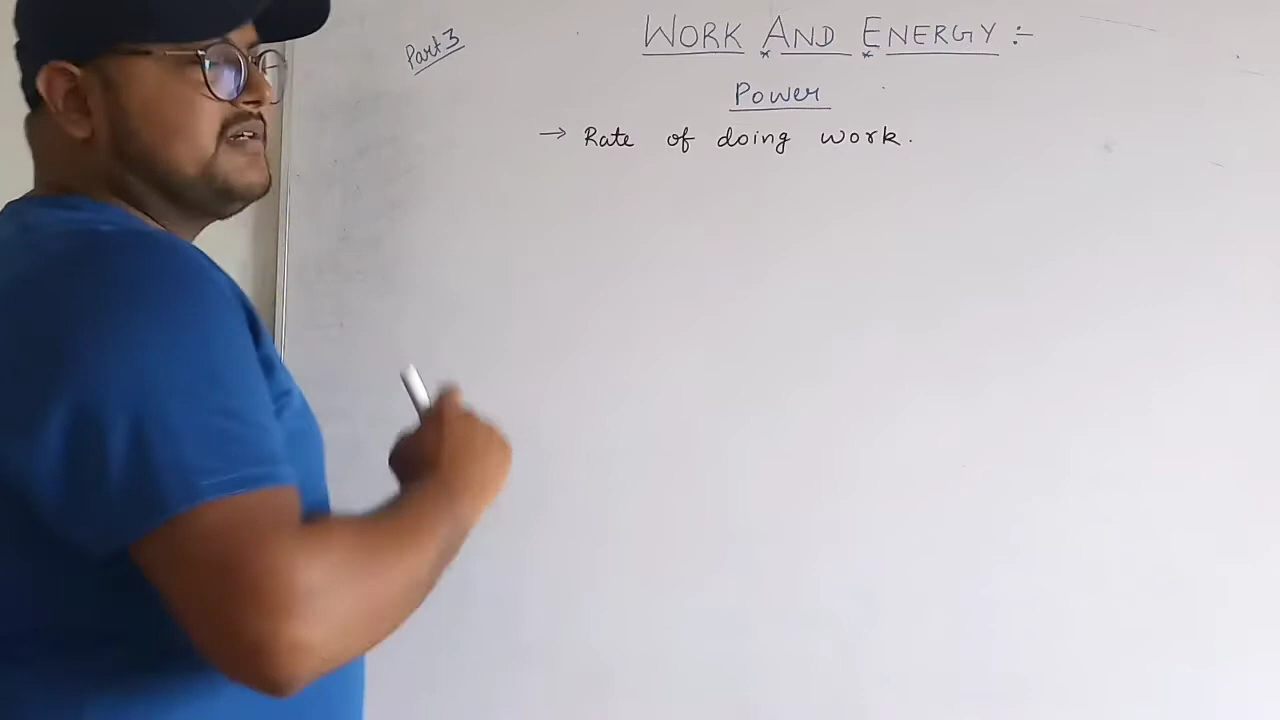 Part 3
WORK AND ENERGY :-
Power
→ Rate of doing work.